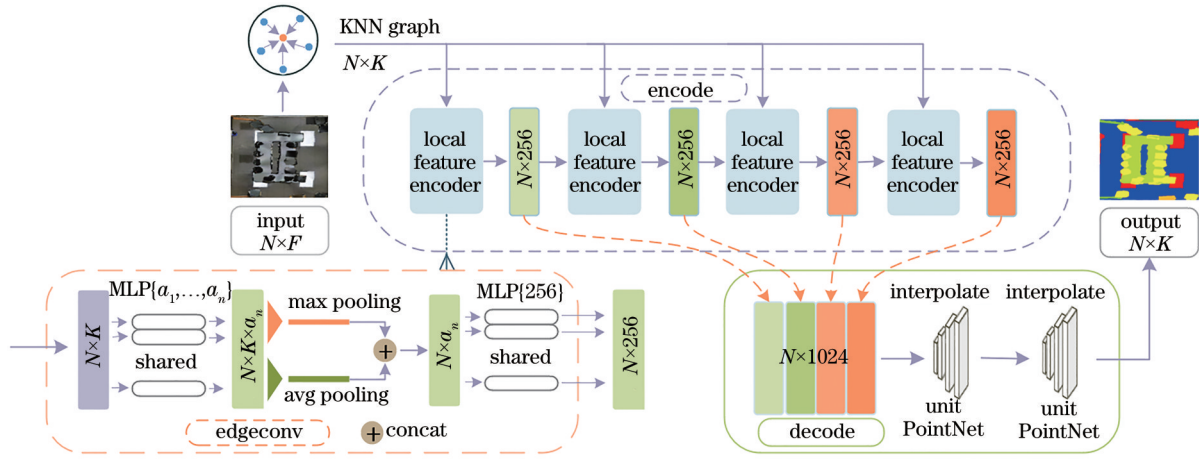 KNN graph
N×K
encode
local
feature
encoder
N×256
local
feature
encoder
N×256
local
feature
encoder
N×256
local
feature
encoder
N×256
input
N×F
output
N×K
MLP{a₁,…,aₙ}
N×K
shared
N×K×aₙ
max pooling
+
avg pooling
N×aₙ
MLP{256}
shared
N×256
edgeconv
+ concat
N×1024
interpolate
unit
PointNet
interpolate
unit
PointNet
decode